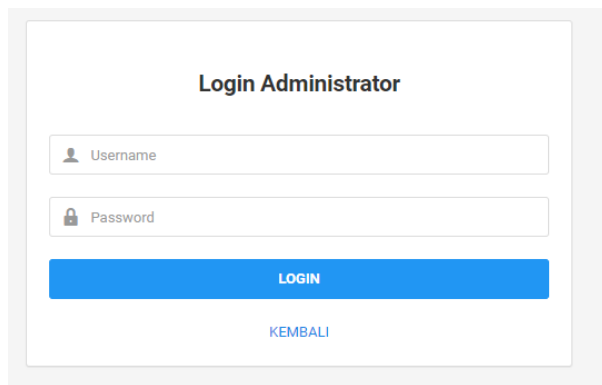 Login Administrator
Username
Password
LOGIN
KEMBALI